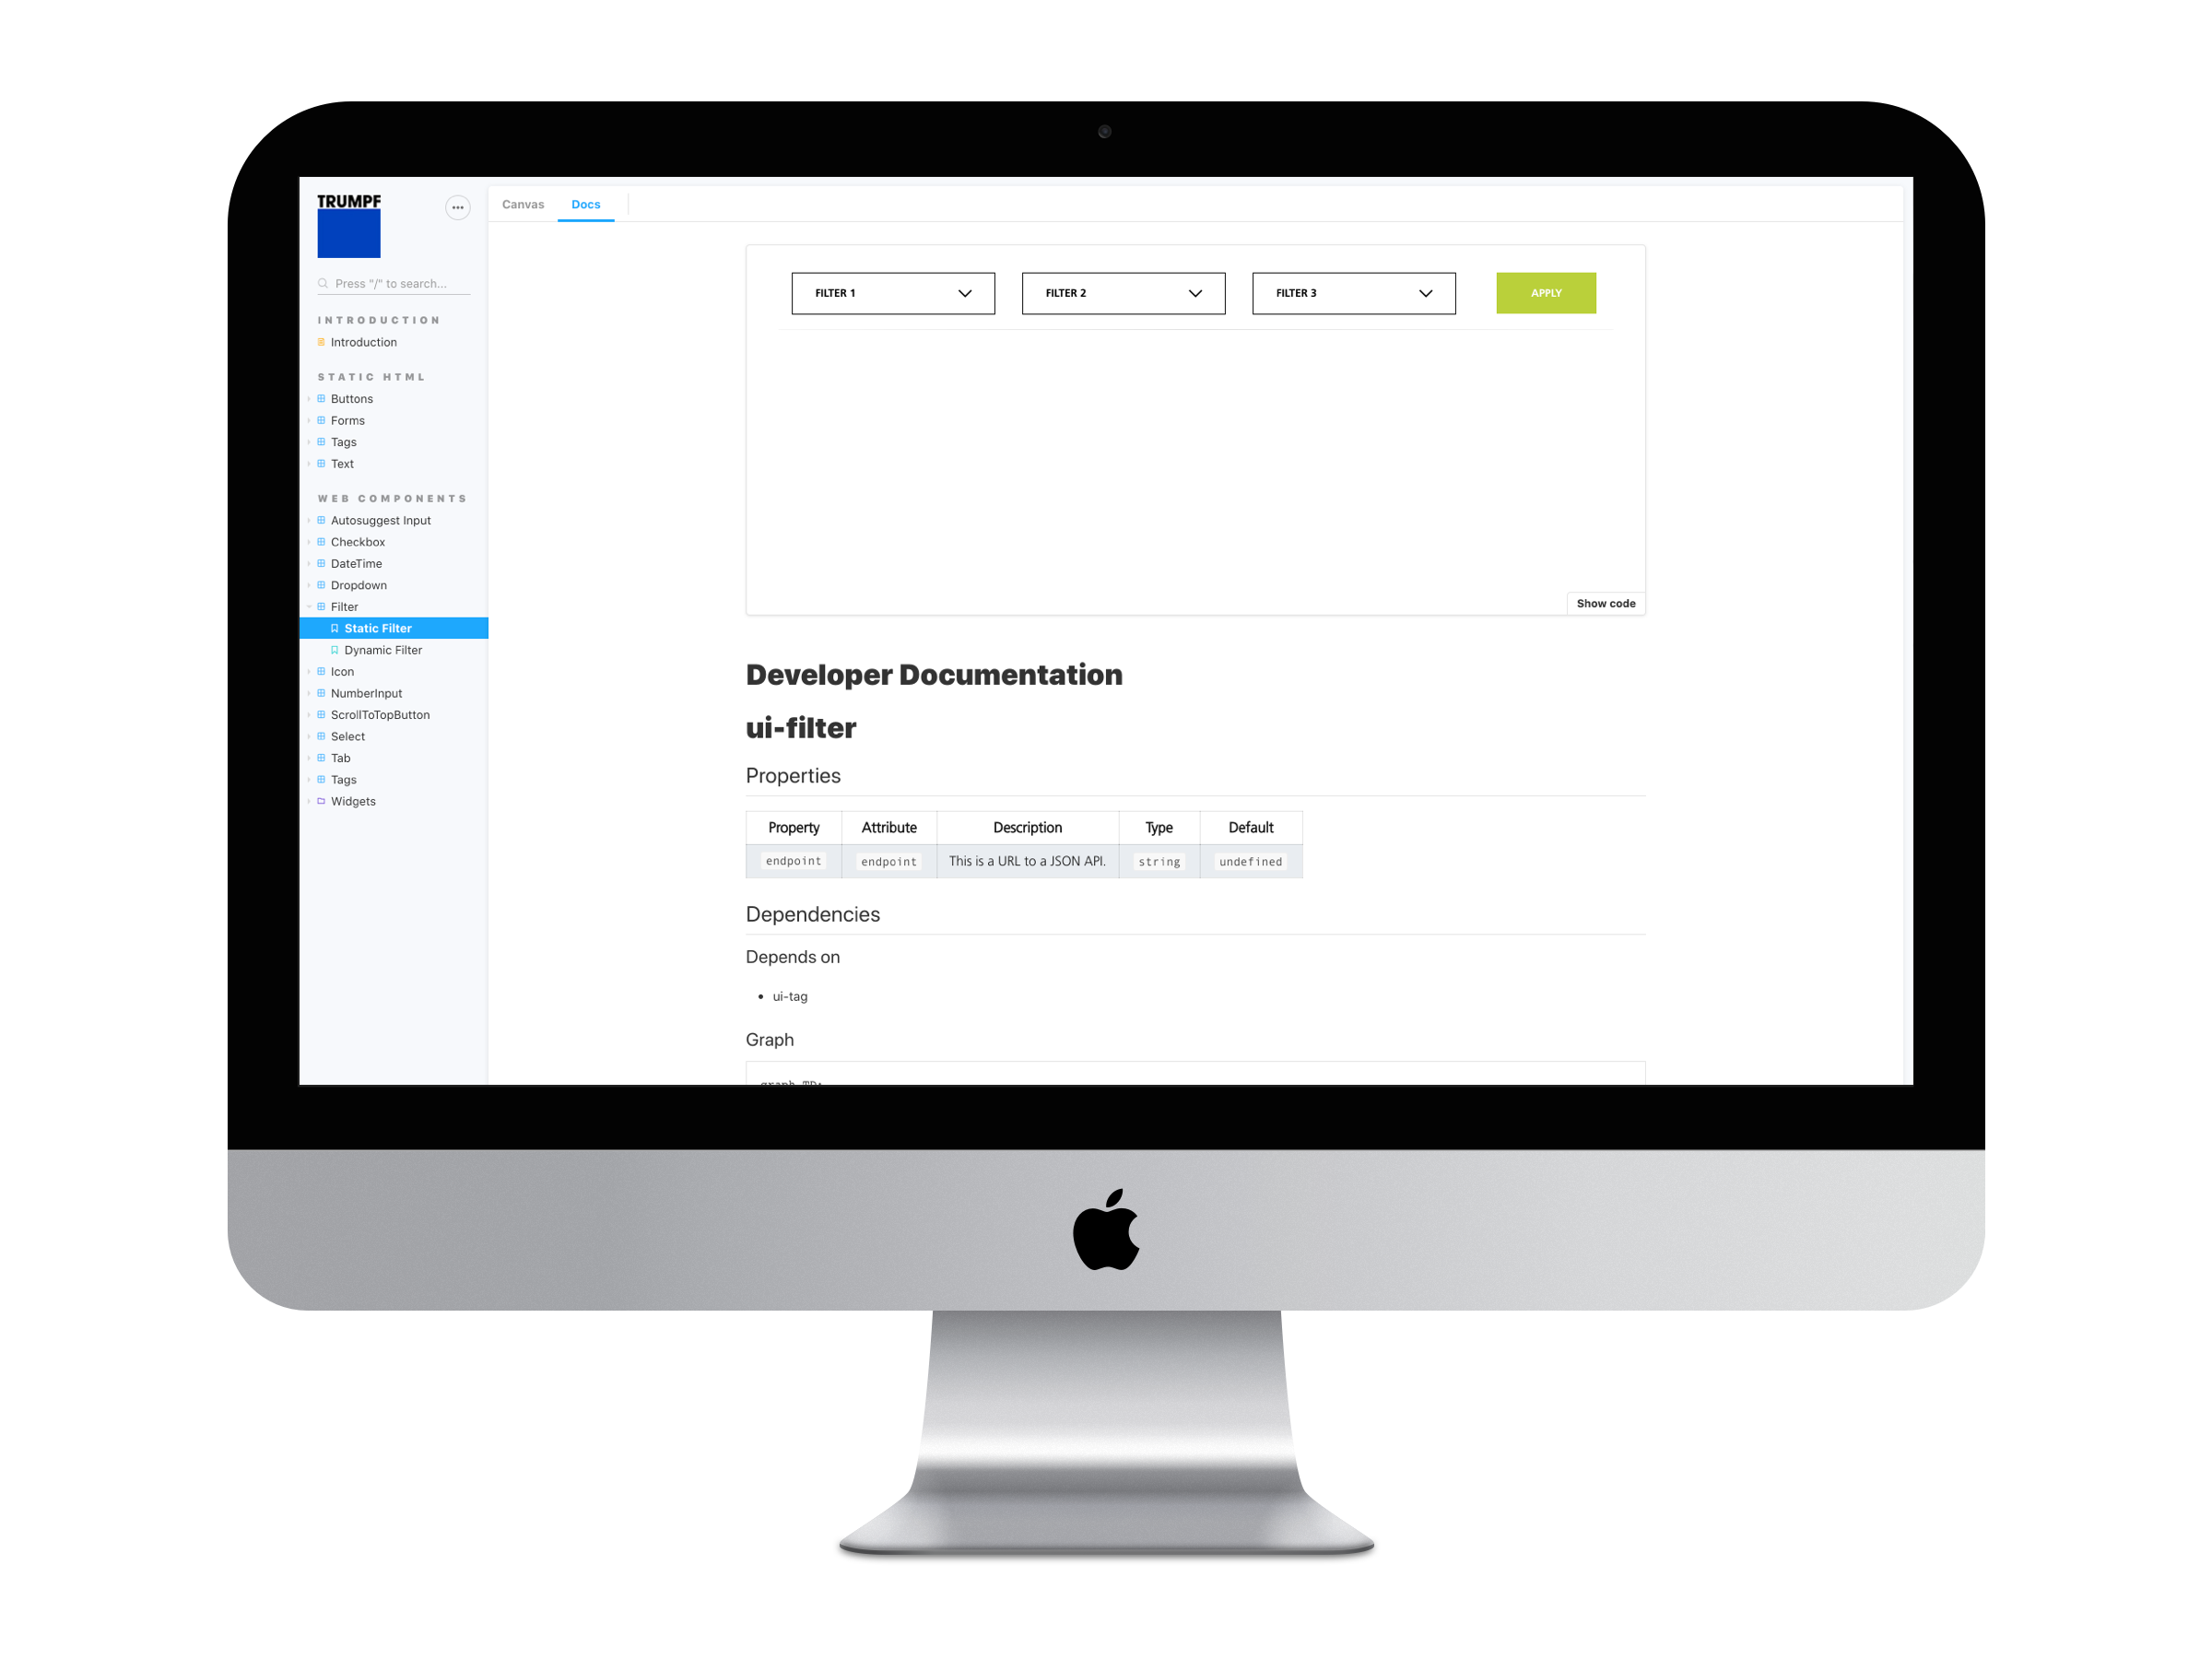 TRUMPF
Press "/" to search...
INTRODUCTION
Introduction
STATIC HTML
Buttons
Forms
Tags
Text
WEB COMPONENTS
Autosuggest Input
Checkbox
DateTime
Dropdown
Filter
Static Filter
Dynamic Filter
Icon
NumberInput
ScrollToTopButton
Select
Tab
Tags
Widgets
Canvas Docs
FILTER 1 FILTER 2 FILTER 3 APPLY
Show code
Developer Documentation
ui-filter
Properties
Property Attribute Description Type Default
endpoint endpoint This is a URL to a JSON API. string undefined
Dependencies
Depends on
• ui-tag
Graph
graph TD;